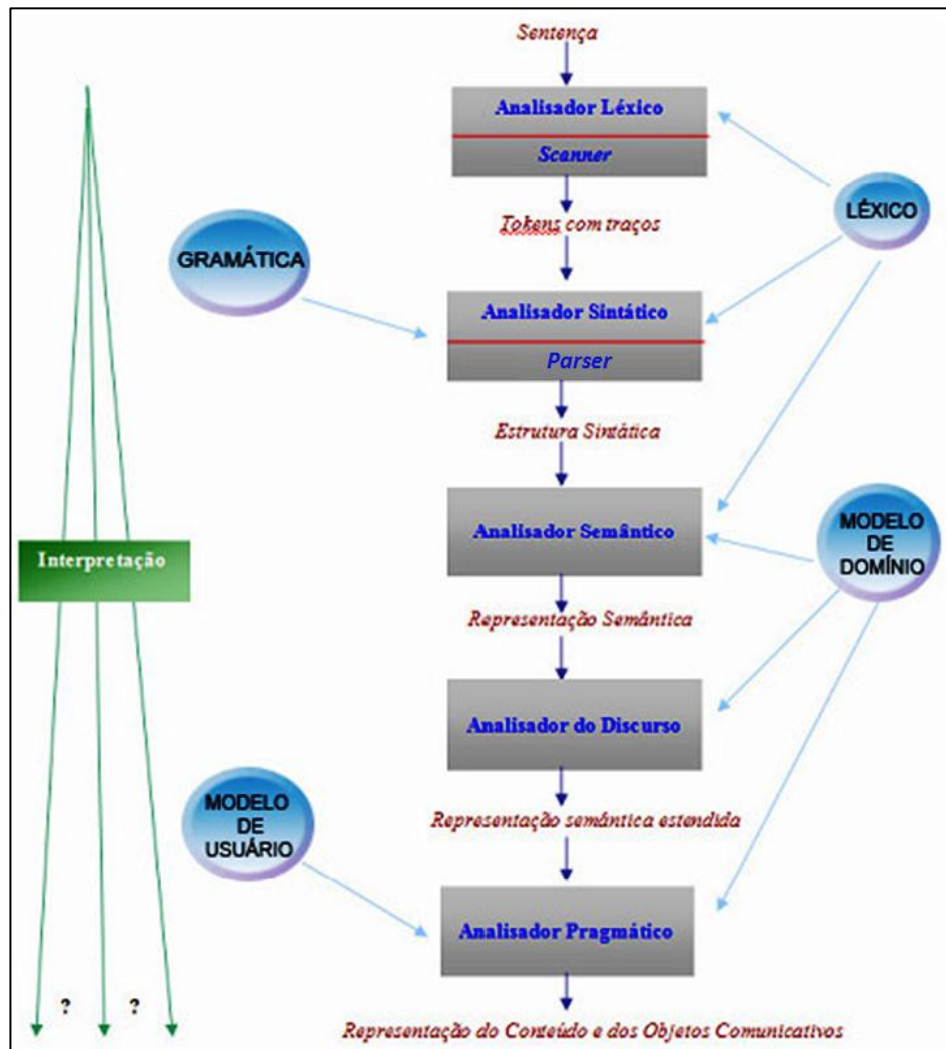 Sentença
Analisador Léxico
Scanner
LÉXICO
Tokens com traços
GRAMÁTICA
Analisador Sintático
Parser
Estrutura Sintática
Analisador Semântico
MODELO
DE
DOMÍNIO
Interpretação
Representação Semântica
Analisador do Discurso
MODELO
DE
USUÁRIO
Representação semântica estendida
Analisador Pragmático
? ?
Representação do Conteúdo e dos Objetos Comunicativos